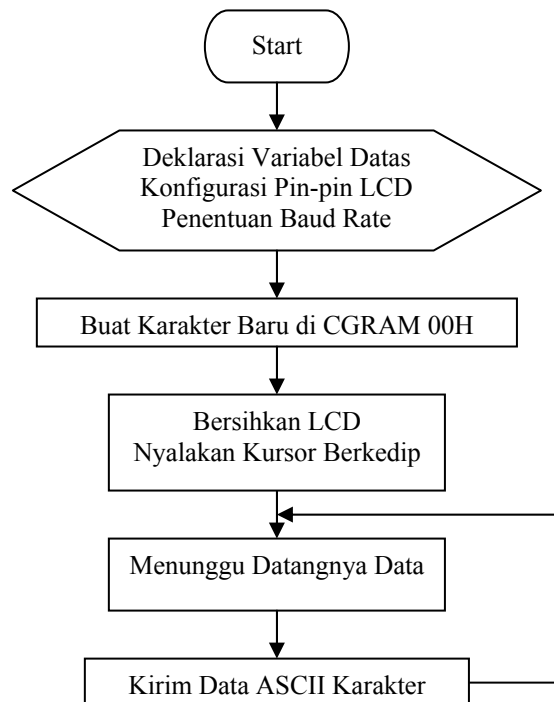 Start
Deklarasi Variabel Datas
Konfigurasi Pin-pin LCD
Penentuan Baud Rate
Buat Karakter Baru di CGRAM 00H
Bersihkan LCD
Nyalakan Kursor Berkedip
Menunggu Datangnya Data
Kirim Data ASCII Karakter